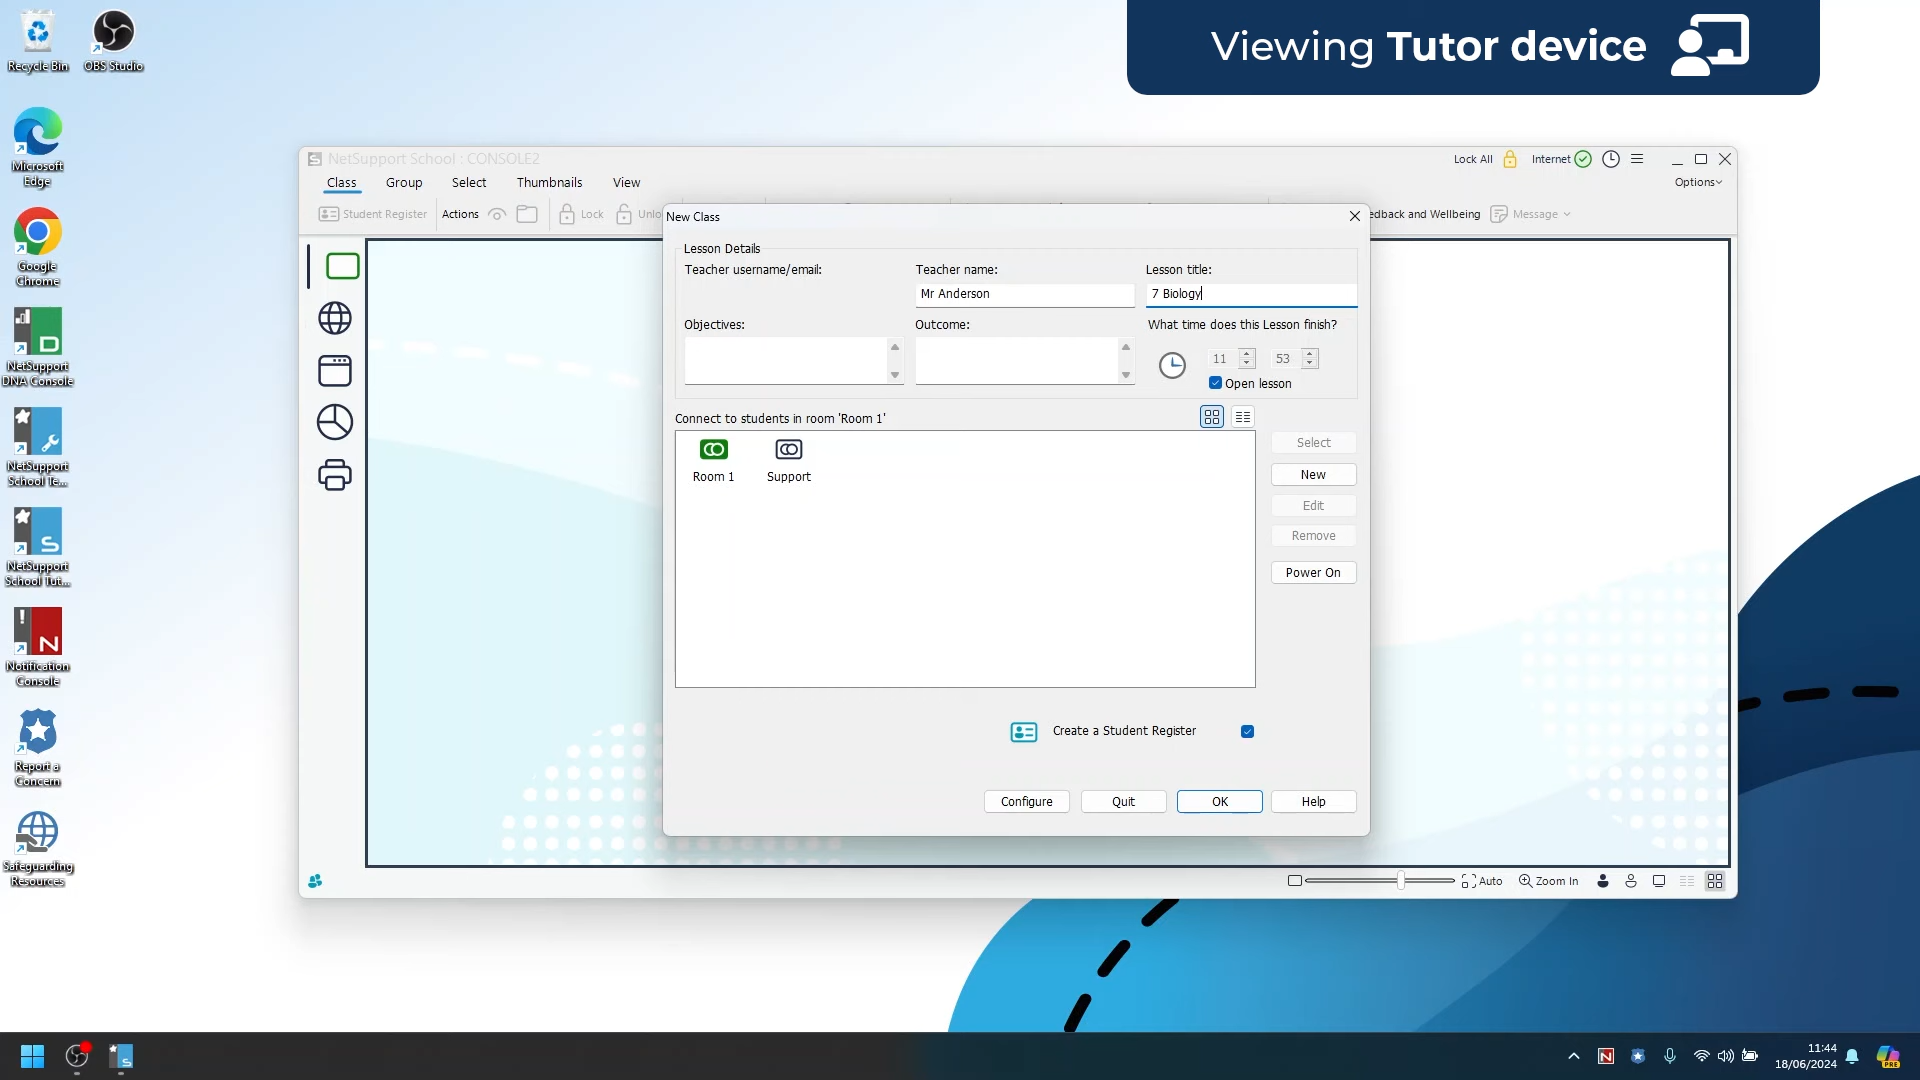 Viewing Tutor device
Recycle Bin
OBS Studio
Microsoft
Edge
Google
Chrome
NetSupport
DNA Console
NetSupport
School Te...
NetSupport
School Tut...
Notification
Console
Report a
Concern
Safeguarding
Resources
NetSupport School : CONSOLE2
Lock All
Internet
Class
Group
Select
Thumbnails
View
Options
Student Register
Actions
Lock
Unlo
edback and Wellbeing
Message
New Class
Lesson Details
Teacher username/email:
Teacher name:
Lesson title:
Mr Anderson
7 Biology
Objectives:
Outcome:
What time does this Lesson finish?
11
53
Open lesson
Connect to students in room 'Room 1'
Room 1
Support
Select
New
Edit
Remove
Power On
Create a Student Register
Configure
Quit
OK
Help
Auto
Zoom In
11:44
18/06/2024
PRE